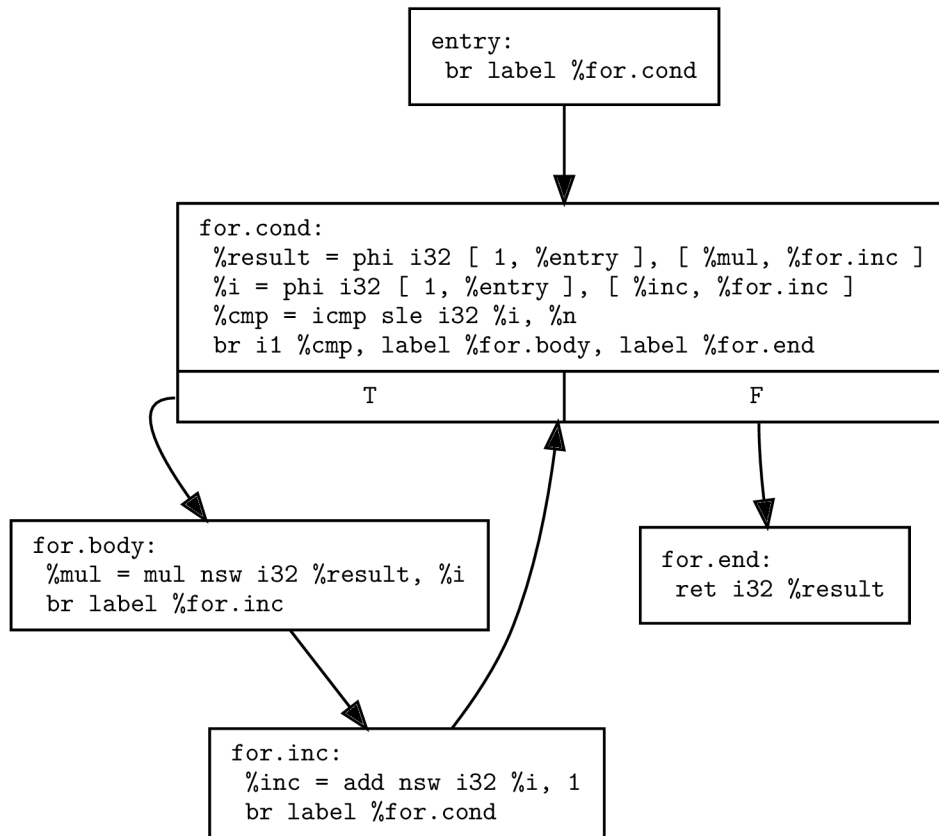 entry:
br label %for.cond
for.cond:
%result = phi i32 [ 1, %entry ], [ %mul, %for.inc ]
%i = phi i32 [ 1, %entry ], [ %inc, %for.inc ]
%cmp = icmp sle i32 %i, %n
br i1 %cmp, label %for.body, label %for.end
T
F
for.body:
%mul = mul nsw i32 %result, %i
br label %for.inc
for.end:
ret i32 %result
for.inc:
%inc = add nsw i32 %i, 1
br label %for.cond